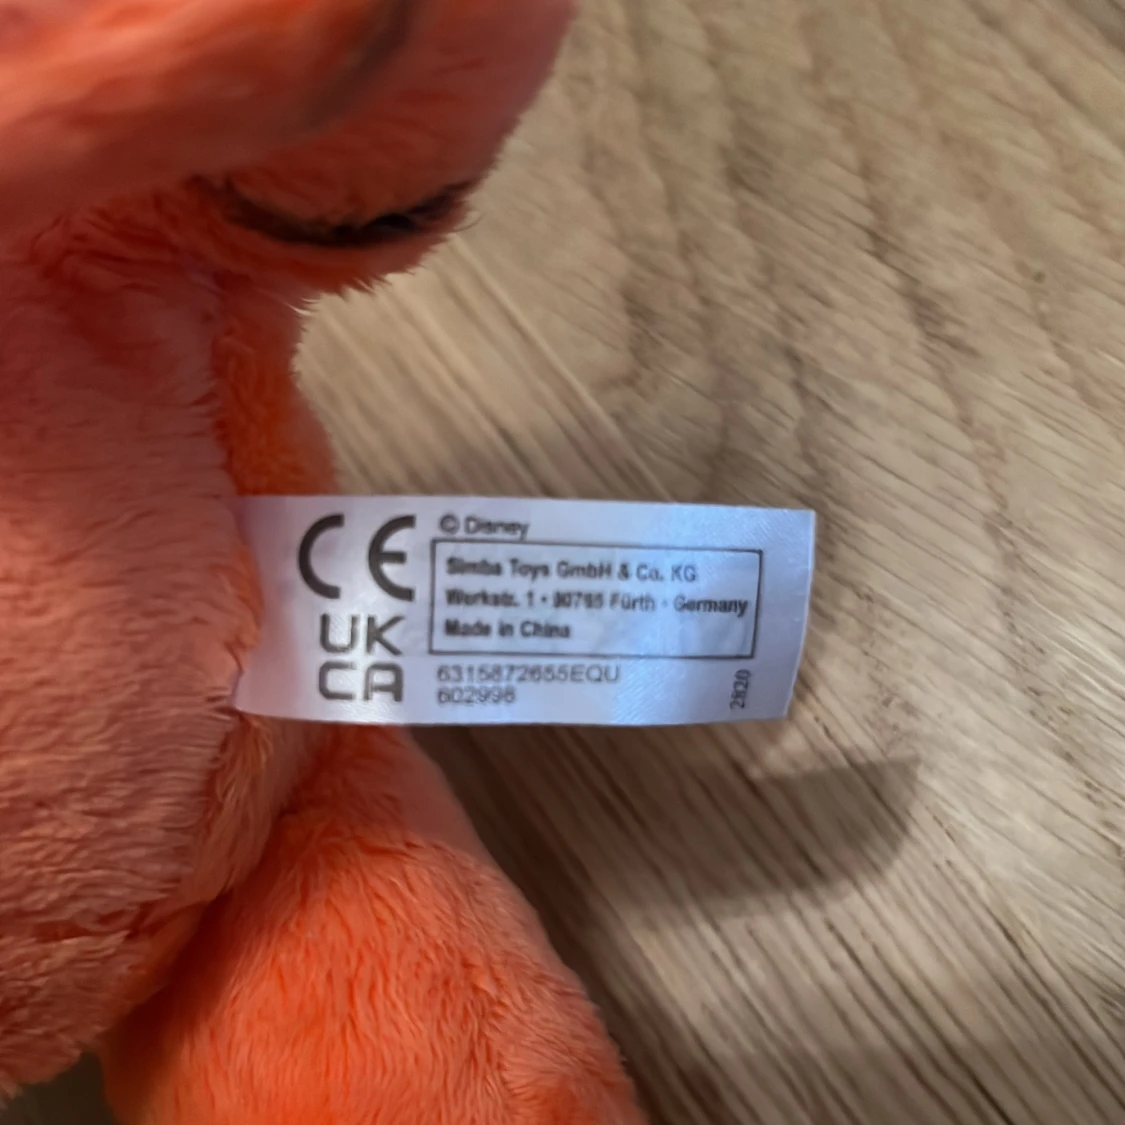 CE
UK
CA
© Disney
Simba Toys GmbH & Co. KG
Werkstr. 1 • 90765 Fürth • Germany
Made in China
6315872655EQU
602998
2820